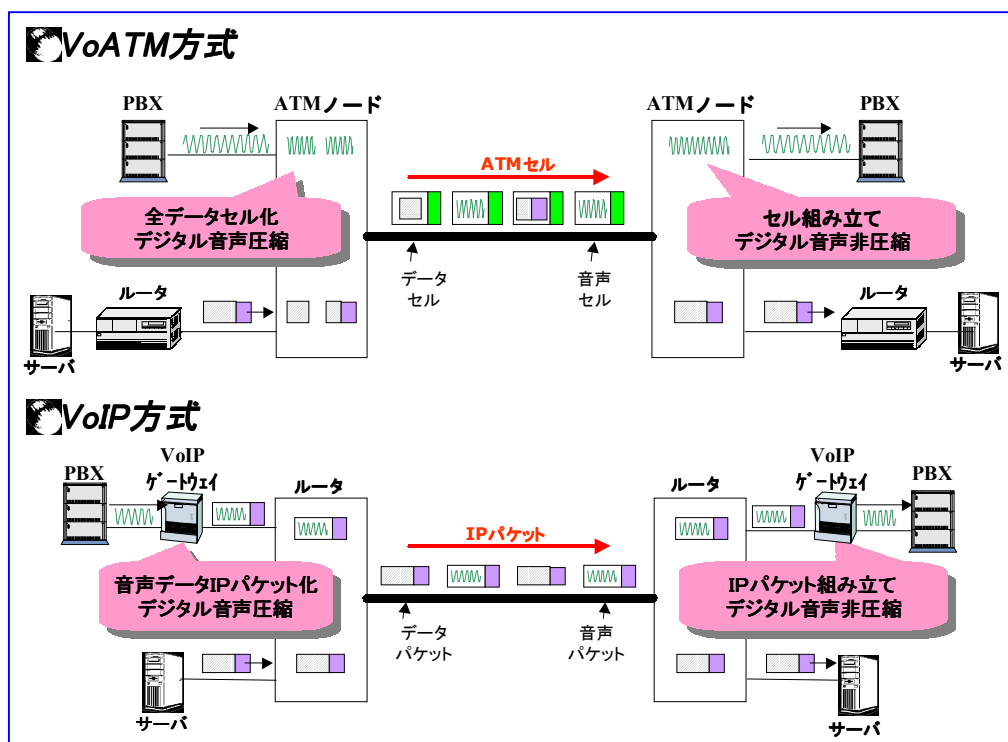 VoATM方式
PBX
ATMノード
ATMノード
PBX
ATMセル
全データセル化
デジタル音声圧縮
セル組み立て
デジタル音声非圧縮
データ
セル
音声
セル
ルータ
ルータ
サーバ
サーバ
VoIP方式
PBX
VoIP
ゲートウェイ
ルータ
ルータ
VoIP
ゲートウェイ
PBX
IPパケット
音声データIPパケット化
デジタル音声圧縮
IPパケット組み立て
デジタル音声非圧縮
データ
パケット
音声
パケット
サーバ
サーバ